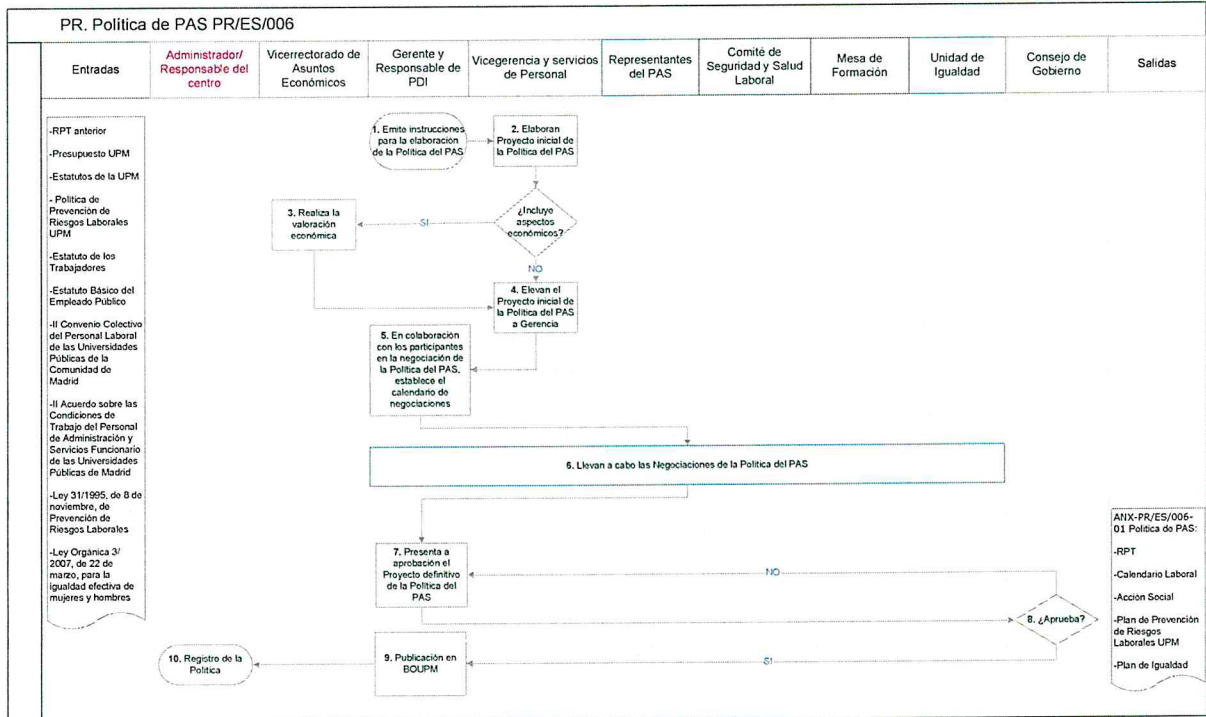 PR. Política de PAS PR/ES/006
Entradas
Administrador/
Responsable del
centro
Vicerrectorado de
Asuntos
Económicos
Gerente y
Responsable de
PDI
Vicegerencia y servicios
de Personal
Representantes
del PAS
Comité de
Seguridad y Salud
Laboral
Mesa de
Formación
Unidad de
Igualdad
Consejo de
Gobierno
Salidas
-RPT anterior
-Presupuesto UPM
-Estatutos de la UPM
- Política de
Prevención de
Riesgos Laborales
UPM
-Estatuto de los
Trabajadores
-Estatuto Básico del
Empleado Público
-II Convenio Colectivo
del Personal Laboral
de las Universidades
Públicas de la
Comunidad de
Madrid
-II Acuerdo sobre las
Condiciones de
Trabajo del Personal
de Administración y
Servicios Funcionario
de las Universidades
Públicas de Madrid
-Ley 31/1995, de 8 de
noviembre, de
Prevención de
Riesgos Laborales
-Ley Orgánica 3/
2007, de 22 de
marzo, para la
igualdad efectiva de
mujeres y hombres
1. Emite instrucciones
para la elaboración
de la Política del PAS
2. Elaboran
Proyecto inicial de
la Política del PAS
¿Incluye
aspectos
económicos?
SI
3. Realiza la
valoración
económica
NO
4. Elevan el
Proyecto inicial de
la Política del PAS
a Gerencia
5. En colaboración
con los participantes
en la negociación de
la Política del PAS,
establece el
calendario de
negociaciones
6. Llevan a cabo las Negociaciones de la Política del PAS
7. Presenta a
aprobación el
Proyecto definitivo
de la Política del
PAS
NO
8. ¿Aprueba?
SI
9. Publicación en
BOUPM
10. Registro de la
Política
ANX-PR/ES/006-
01 Política de PAS:
-RPT
-Calendario Laboral
-Acción Social
-Plan de Prevención
de Riesgos
Laborales UPM
-Plan de Igualdad